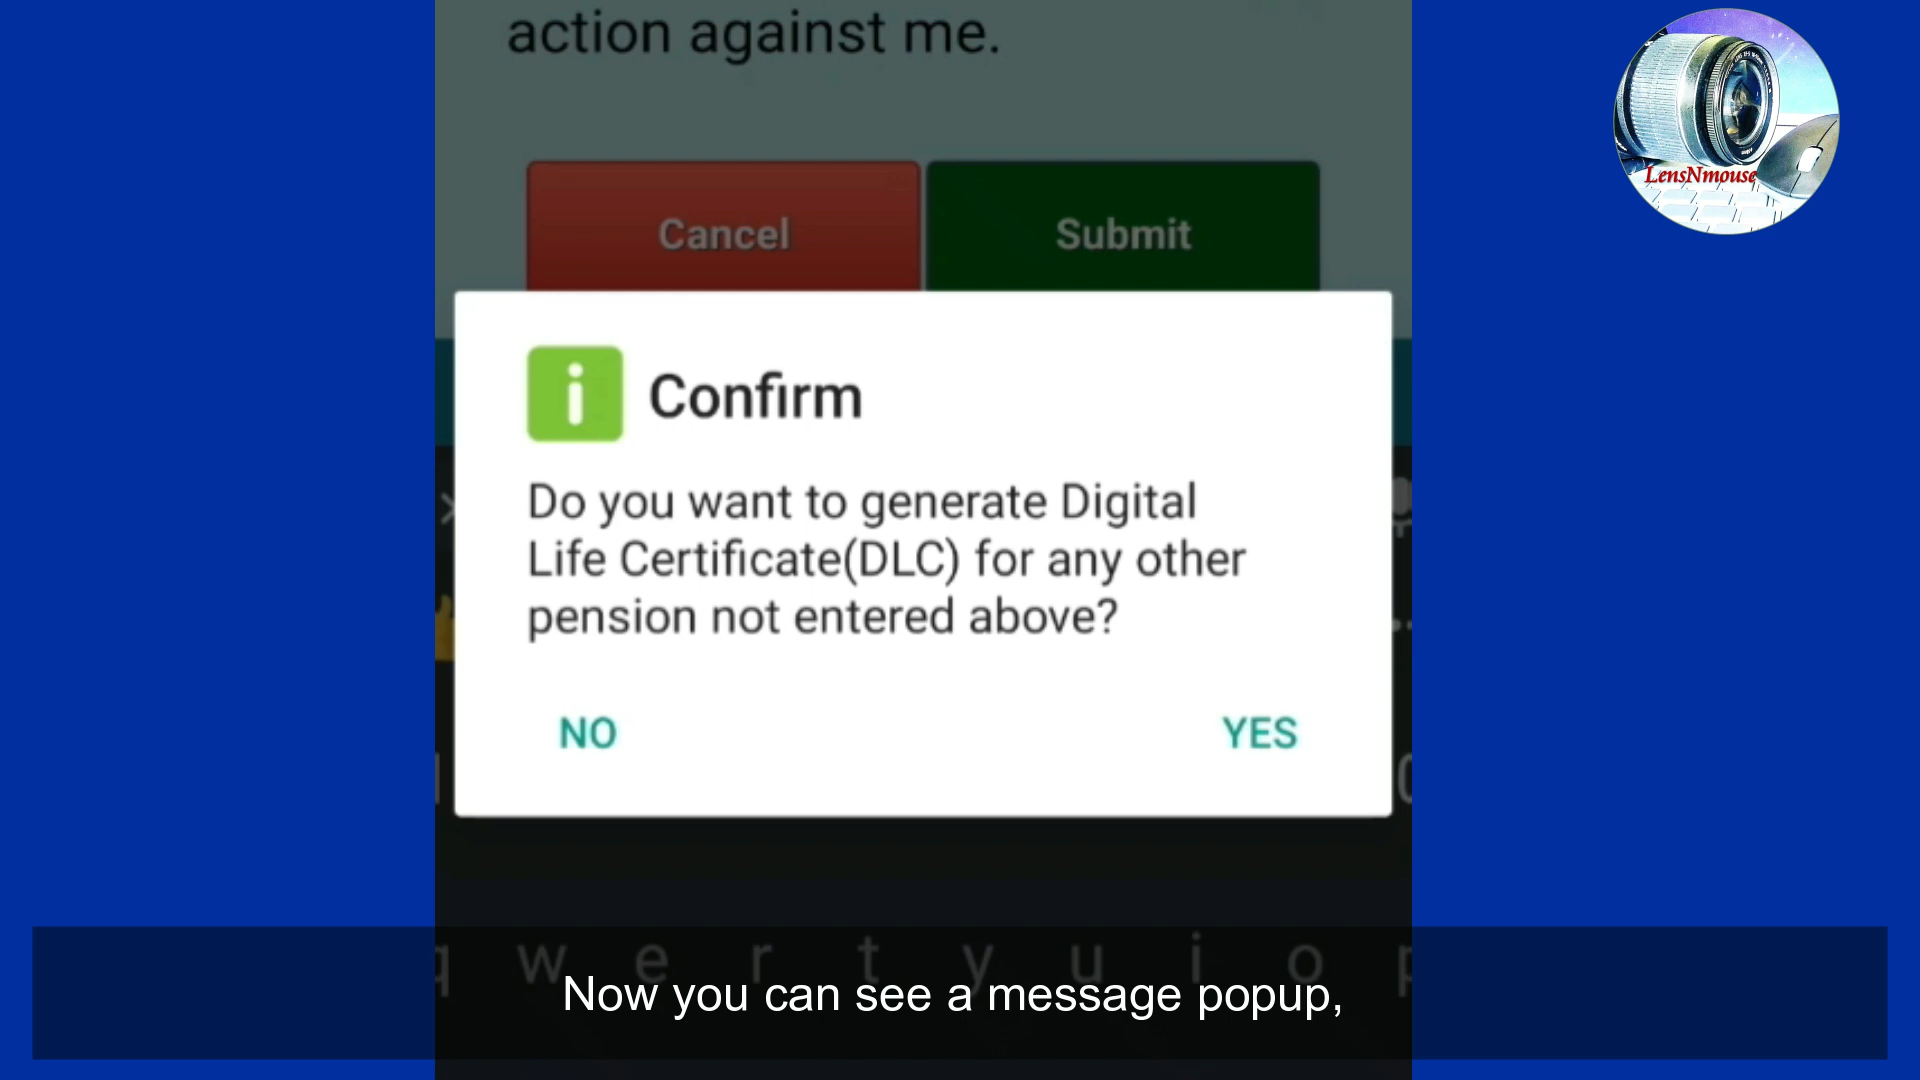 action against me.
Cancel
Submit
LensNmouse
Confirm
Do you want to generate Digital
Life Certificate(DLC) for any other
pension not entered above?
NO
YES
q w e r t y u i o p
Now you can see a message popup,